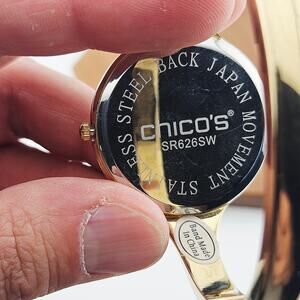 STAINLESS STEEL BACK JAPAN MOVEMENT
CHICO'S®
SR626SW
Band Made
In China